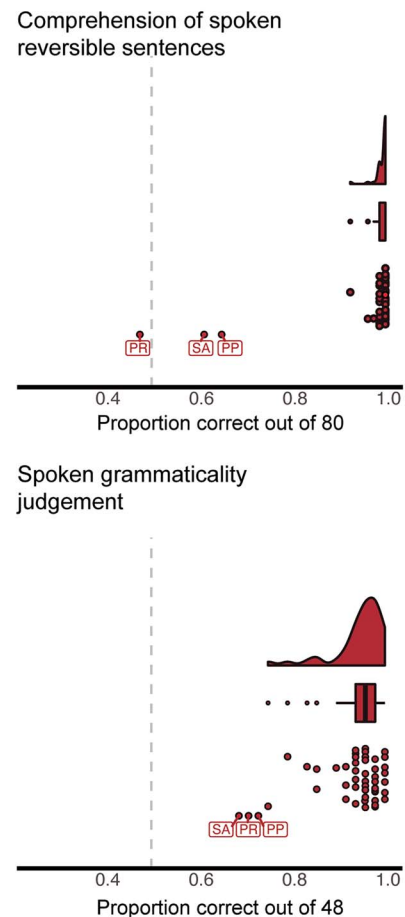 Comprehension of spoken
reversible sentences
PR SA PP
0.4 0.6 0.8 1.0
Proportion correct out of 80
Spoken grammaticality
judgement
SA PR PP
0.4 0.6 0.8 1.0
Proportion correct out of 48